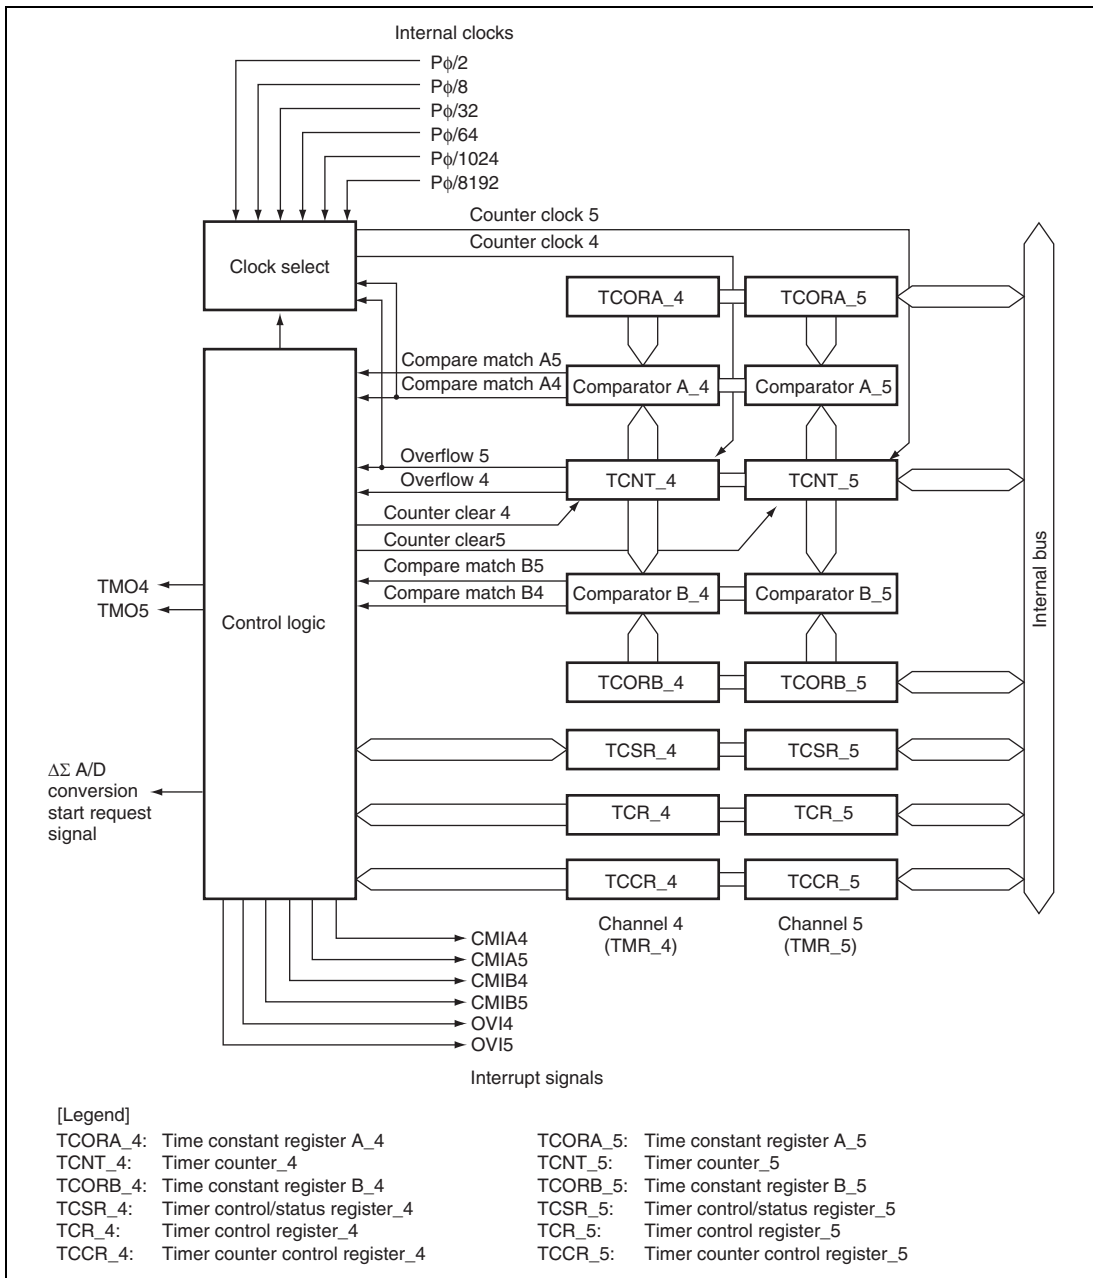 Internal clocks
Pϕ/2
Pϕ/8
Pϕ/32
Pϕ/64
Pϕ/1024
Pϕ/8192
Counter clock 5
Counter clock 4
Clock select
TCORA_4
TCORA_5
Compare match A5
Compare match A4
Comparator A_4
Comparator A_5
Overflow 5
Overflow 4
TCNT_4
TCNT_5
Counter clear 4
Counter clear5
Compare match B5
Compare match B4
Comparator B_4
Comparator B_5
TMO4
TMO5
Control logic
Internal bus
TCORB_4
TCORB_5
TCSR_4
TCSR_5
ΔΣ A/D
conversion
start request
signal
TCR_4
TCR_5
TCCR_4
TCCR_5
Channel 4
(TMR_4)
Channel 5
(TMR_5)
CMIA4
CMIA5
CMIB4
CMIB5
OVI4
OVI5
Interrupt signals
[Legend]
TCORA_4: Time constant register A_4
TCNT_4: Timer counter_4
TCORB_4: Time constant register B_4
TCSR_4: Timer control/status register_4
TCR_4: Timer control register_4
TCCR_4: Timer counter control register_4
TCORA_5: Time constant register A_5
TCNT_5: Timer counter_5
TCORB_5: Time constant register B_5
TCSR_5: Timer control/status register_5
TCR_5: Timer control register_5
TCCR_5: Timer counter control register_5